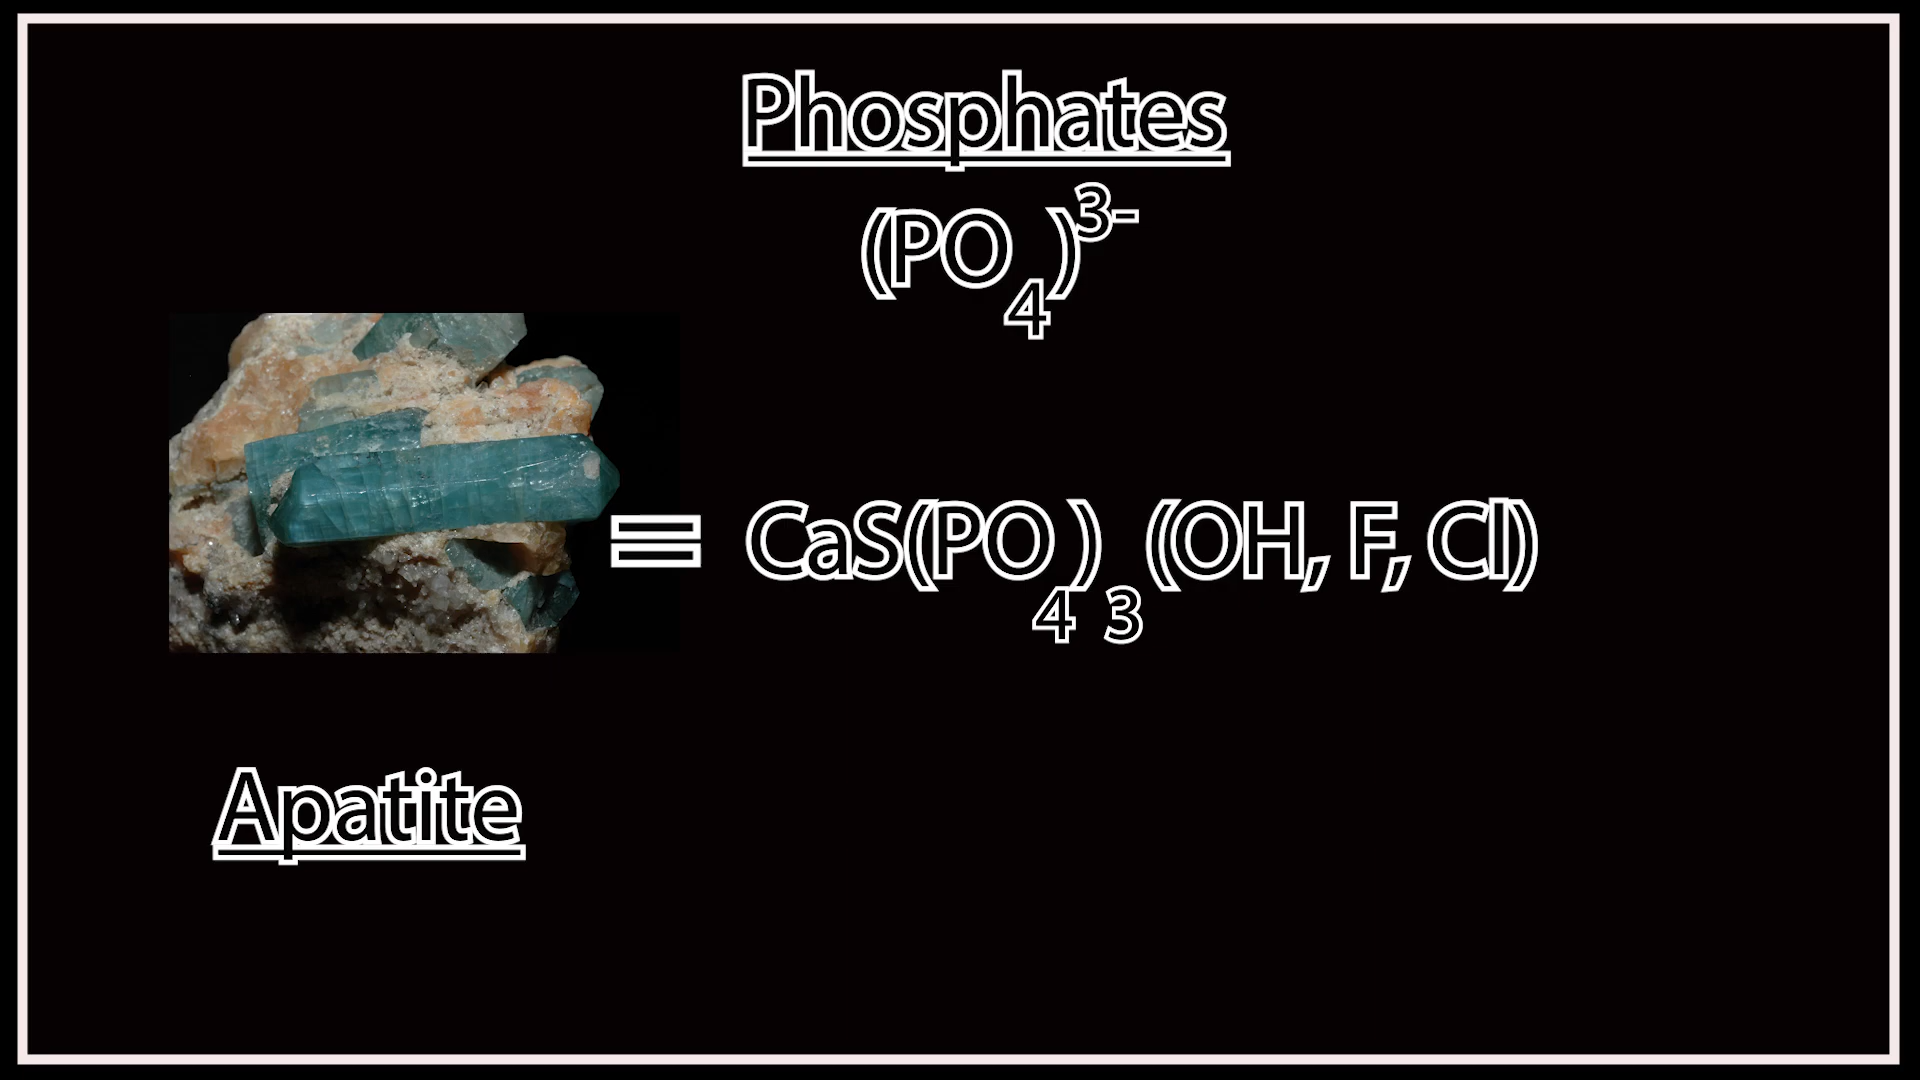 Phosphates
(PO₄)³⁻
= CaS(PO₄)₃ (OH, F, Cl)
Apatite